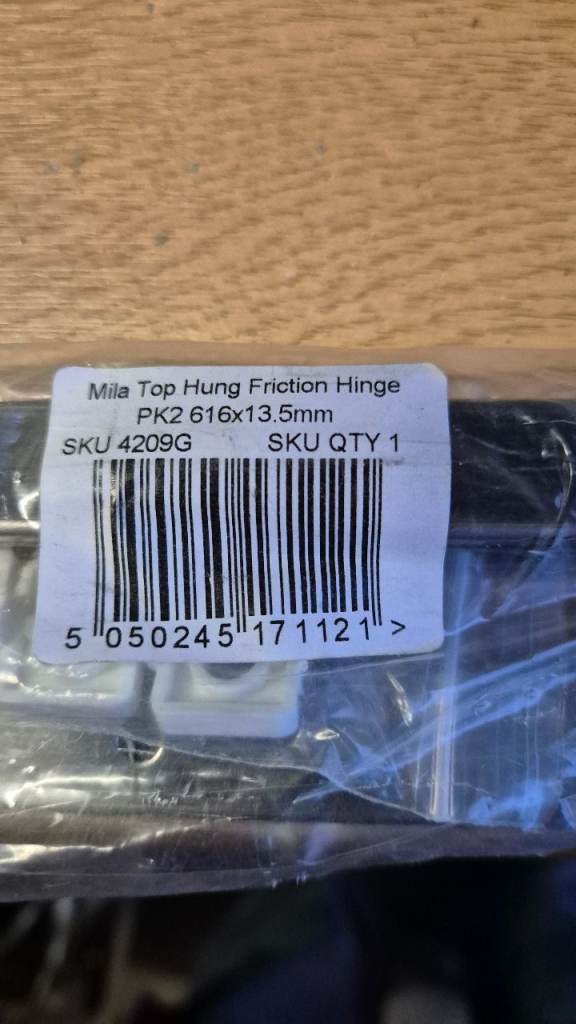 Mila Top Hung Friction Hinge
PK2 616x13.5mm
SKU 4209G SKU QTY 1
5 050245 171121 >